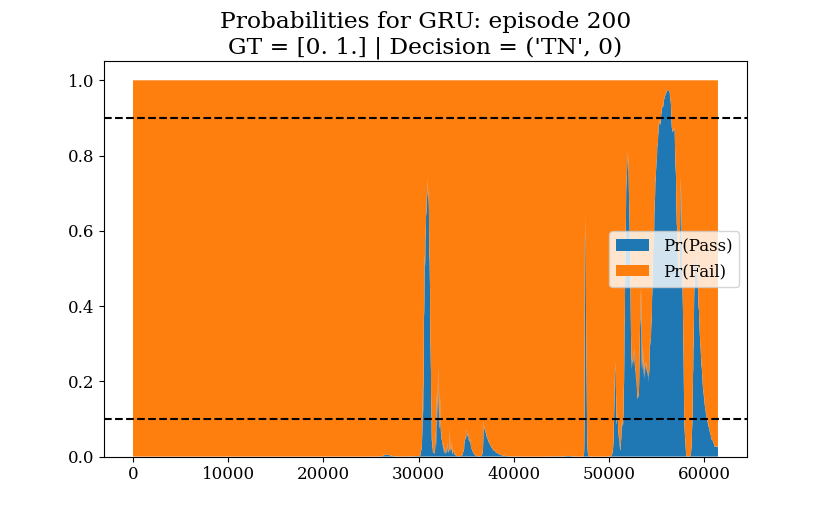 Probabilities for GRU: episode 200
GT = [0. 1.] | Decision = ('TN', 0)
1.0
0.8
0.6
0.4
0.2
0.0
Pr(Pass)
Pr(Fail)
0 10000 20000 30000 40000 50000 60000